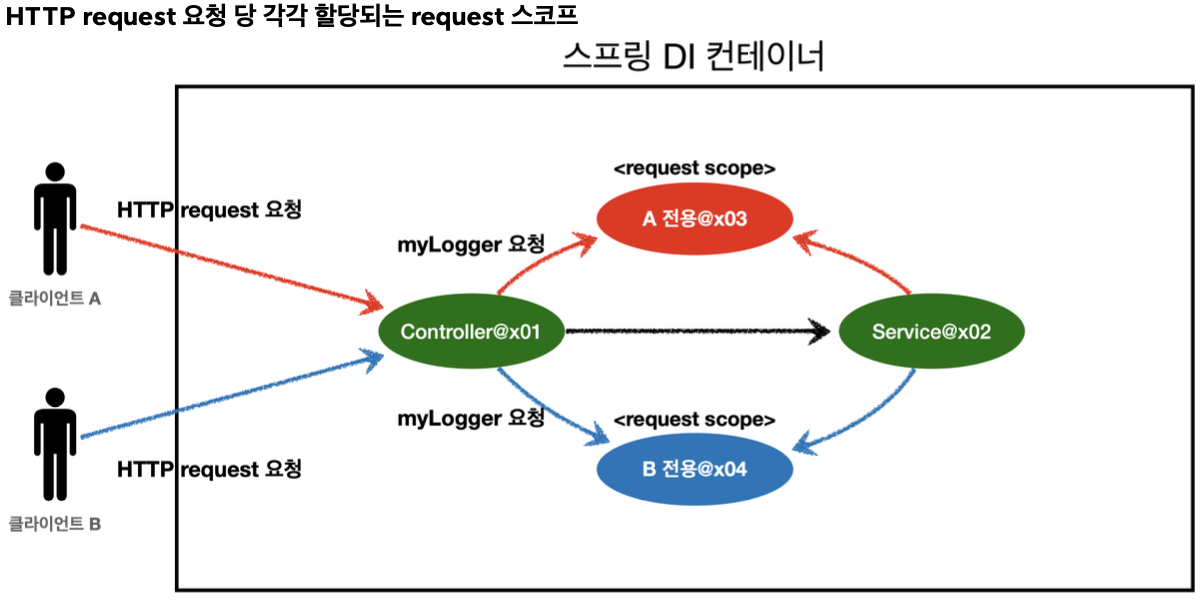 HTTP request 요청 당 각각 할당되는 request 스코프
스프링 DI 컨테이너
<request scope>
HTTP request 요청
A 전용@x03
myLogger 요청
클라이언트 A
Controller@x01
Service@x02
myLogger 요청
<request scope>
HTTP request 요청
B 전용@x04
클라이언트 B